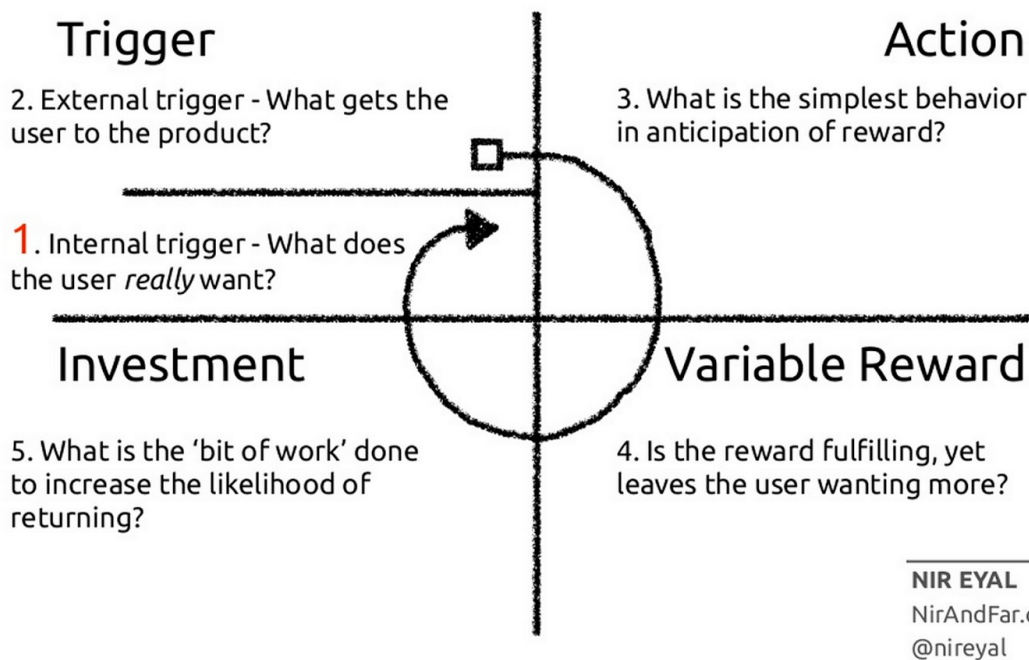 Trigger
2. External trigger - What gets the
user to the product?
1. Internal trigger - What does
the user really want?
Action
3. What is the simplest behavior
in anticipation of reward?
Variable Reward
4. Is the reward fulfilling, yet
leaves the user wanting more?
Investment
5. What is the ‘bit of work’ done
to increase the likelihood of
returning?
NIR EYAL
NirAndFar.c
@nireyal